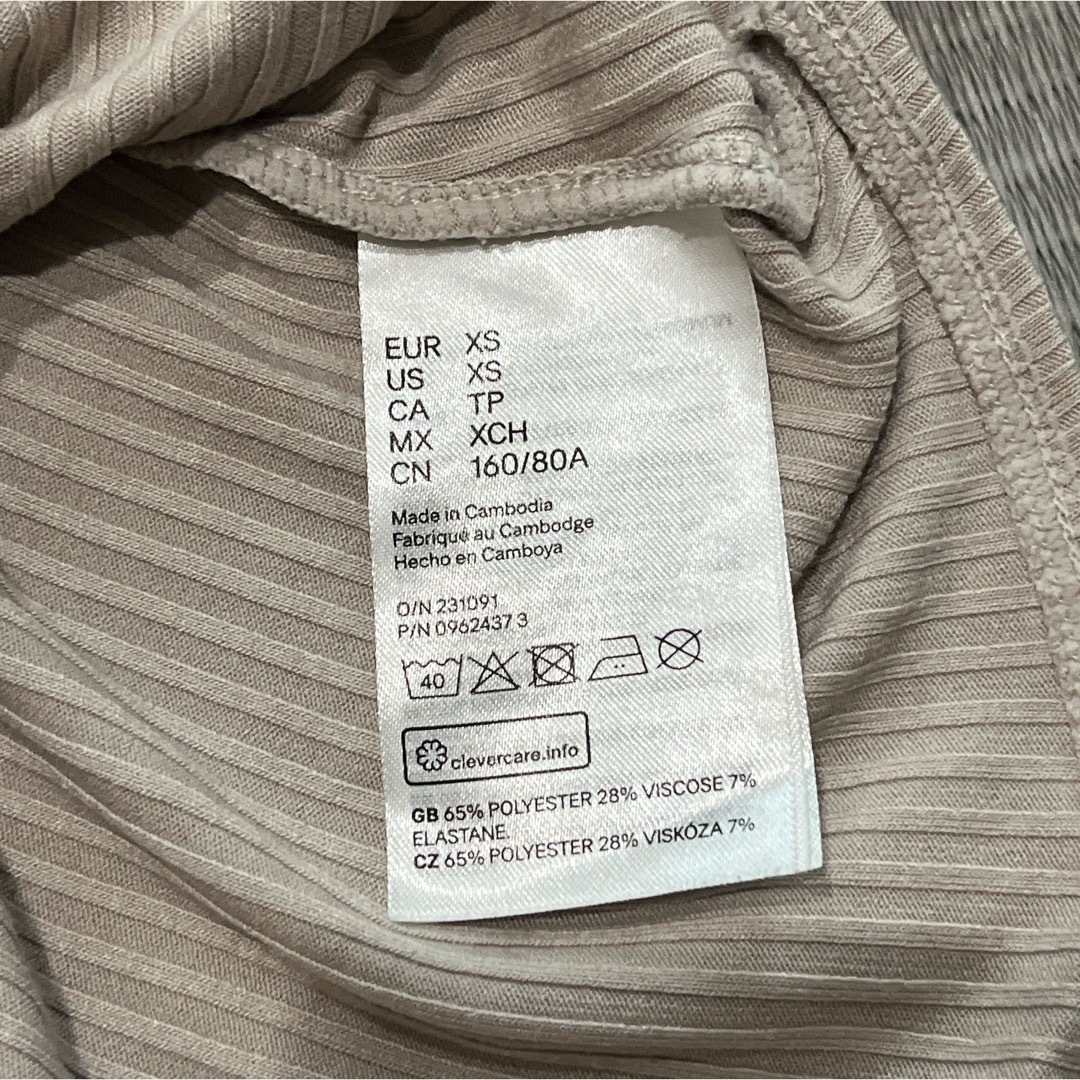 EUR XS
US XS
CA TP
MX XCH
CN 160/80A
Made in Cambodia
Fabriqué au Cambodge
Hecho en Camboya
O/N 231091
P/N 0962437 3
40
clevercare.info
GB 65% POLYESTER 28% VISCOSE 7%
ELASTANE.
CZ 65% POLYESTER 28% VISKÓZA 7%